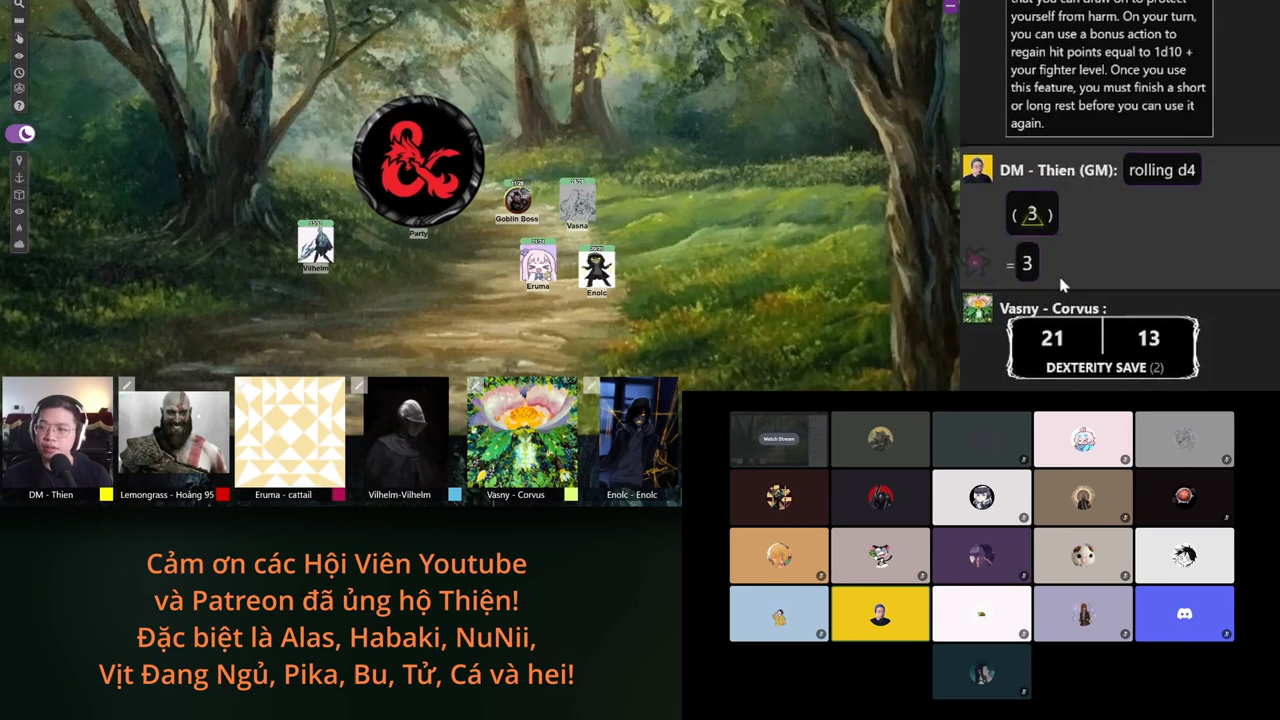 that you can draw on to protect
yourself from harm. On your turn,
you can use a bonus action to
regain hit points equal to 1d10 +
your fighter level. Once you use
this feature, you must finish a short
or long rest before you can use it
again.
DM - Thien (GM): rolling d4
( 3 )
= 3
Vasny - Corvus :
21 13
DEXTERITY SAVE (2)
Goblin Boss
Vasna
Party
Vilhelm
Eruma
Enolc
DM - Thien
Lemongrass - Hoảng 95
Eruma - cattail
Vilhelm-Vilhelm
Vasny - Corvus
Enolc - Enolc
Watch Stream
Cảm ơn các Hội Viên Youtube
và Patreon đã ủng hộ Thiện!
Đặc biệt là Alas, Habaki, NuNii,
Vịt Đang Ngủ, Pika, Bu, Tử, Cá và hei!